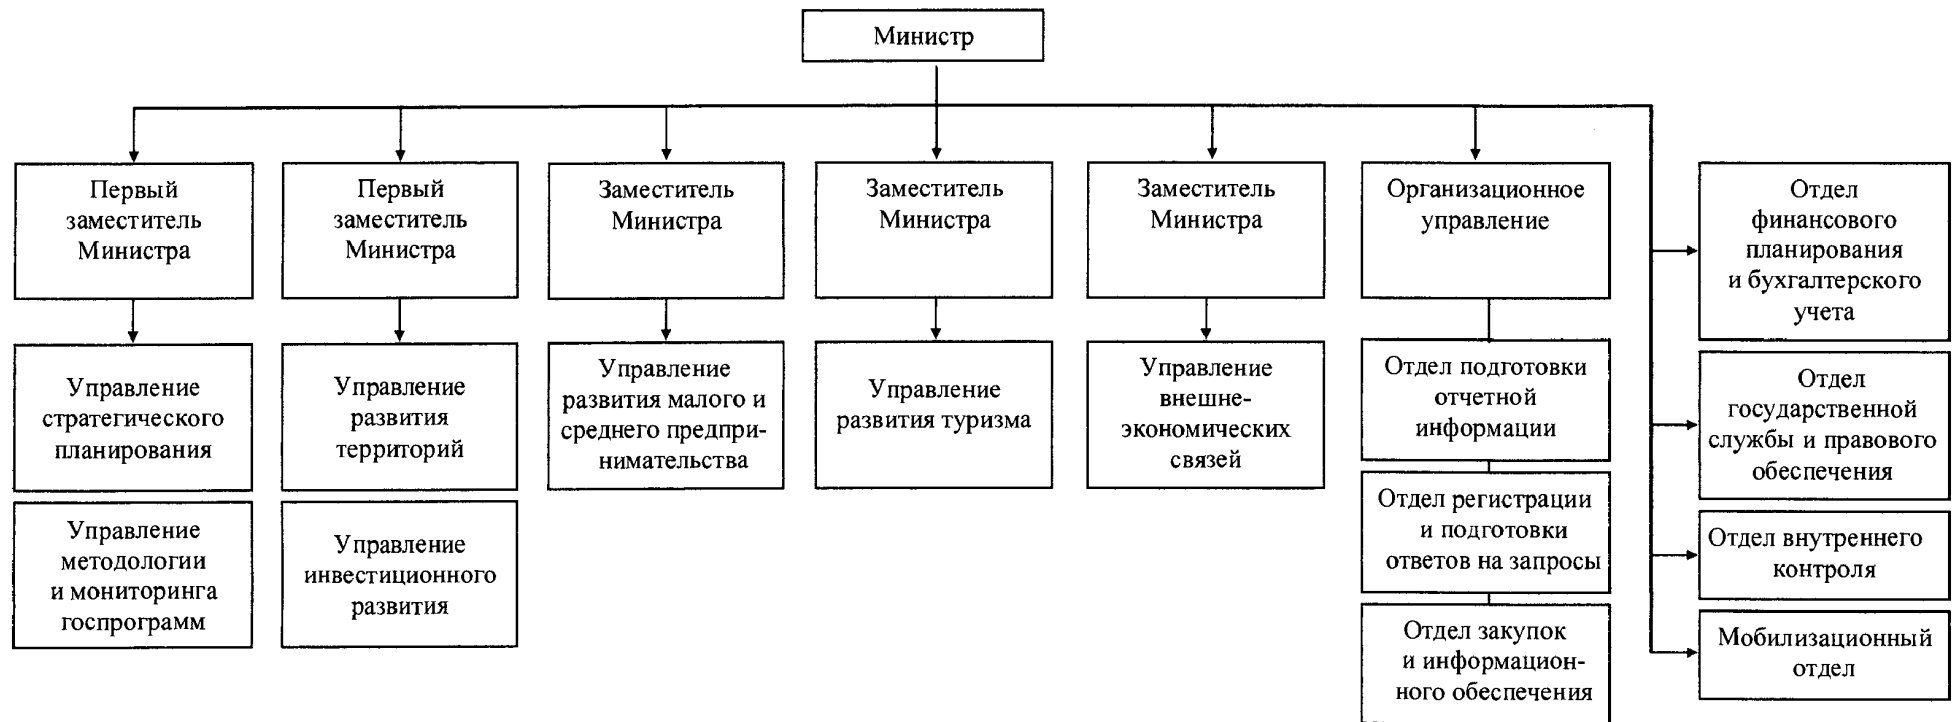 Министр
Первый
заместитель
Министра
Первый
заместитель
Министра
Заместитель
Министра
Заместитель
Министра
Заместитель
Министра
Организационное
управление
Отдел
финансового
планирования
и бухгалтерского
учета
Управление
стратегического
планирования
Управление
развития
территорий
Управление
развития малого и
среднего предпри-
нимательства
Управление
развития туризма
Управление
внешне-
экономических
связей
Отдел подготовки
отчетной
информации
Отдел
государственной
службы и правового
обеспечения
Управление
методологии
и мониторинга
госпрограмм
Управление
инвестиционного
развития
Отдел регистрации
и подготовки
ответов на запросы
Отдел внутреннего
контроля
Отдел закупок
и информацион-
ного обеспечения
Мобилизационный
отдел